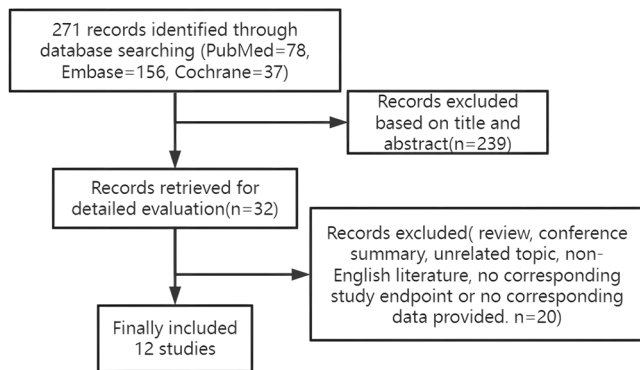 271 records identified through
database searching (PubMed=78,
Embase=156, Cochrane=37)
Records excluded
based on title and
abstract(n=239)
Records retrieved for
detailed evaluation(n=32)
Records excluded( review, conference
summary, unrelated topic, non-
English literature, no corresponding
study endpoint or no corresponding
data provided. n=20)
Finally included
12 studies